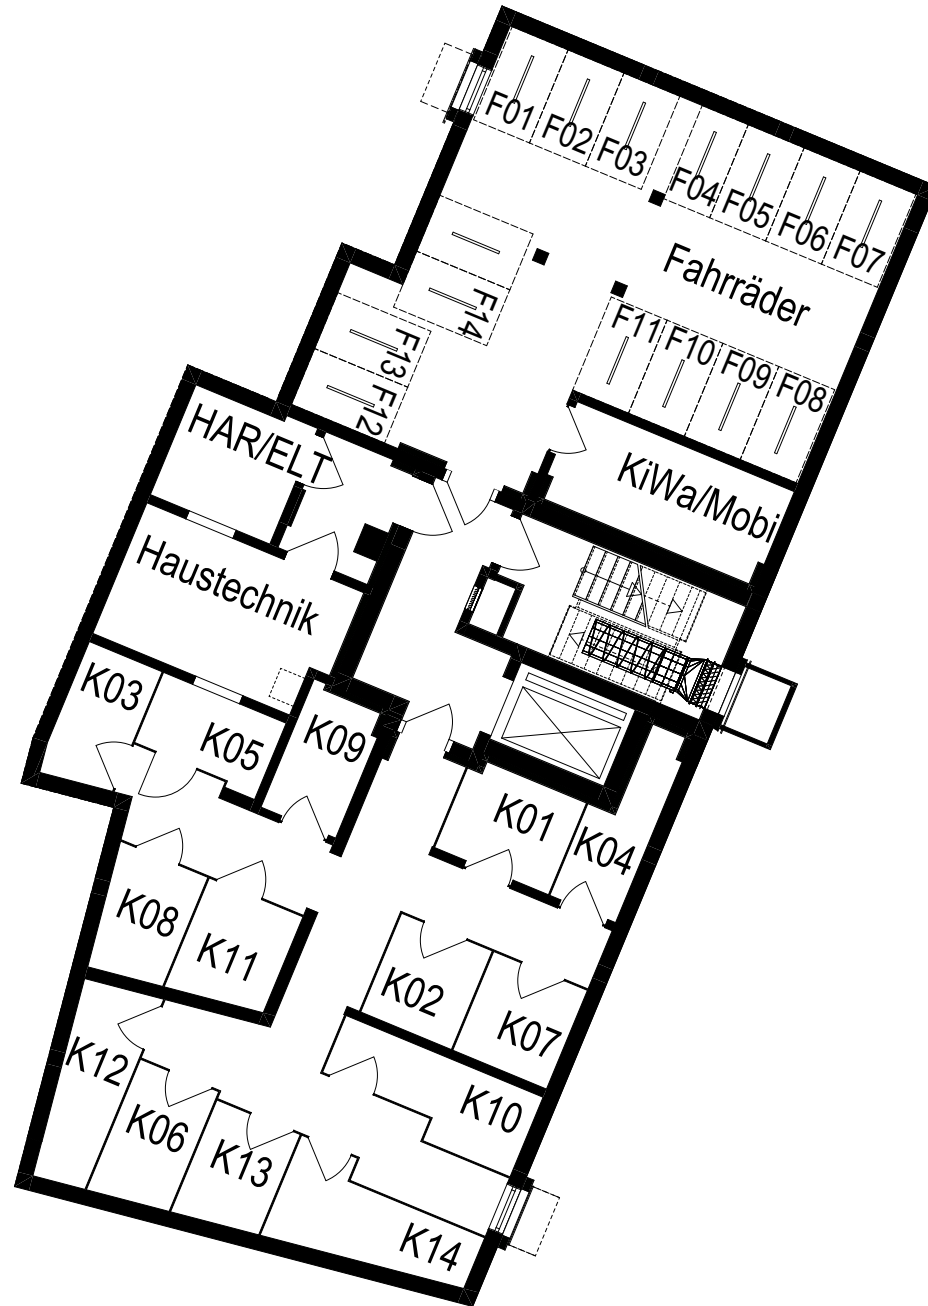 F01
F02
F03
F04
F05
F06
F07
Fahrräder
F14
F13
F12
F11
F10
F09
F08
HAR/ELT
KiWa/Mobi
Haustechnik
K03
K05
K09
K01
K04
K08
K11
K02
K07
K12
K06
K13
K10
K14